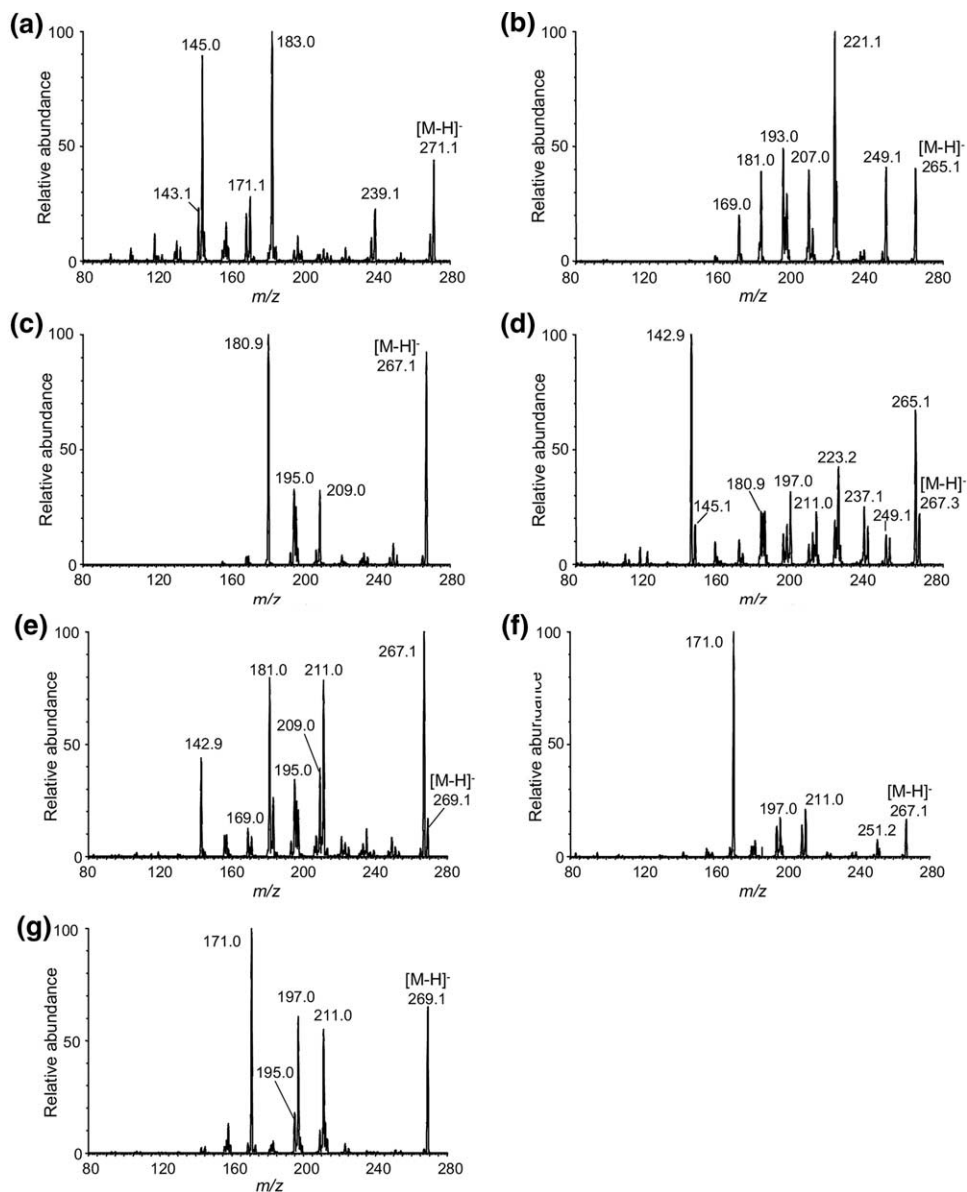 (a)
Relative abundance
100
50
0
145.0
183.0
[M-H]-
271.1
143.1
171.1
239.1
80 120 160 200 240 280
m/z
(b)
Relative abundance
100
50
0
221.1
193.0
181.0
207.0
249.1
[M-H]-
265.1
169.0
80 120 160 200 240 280
m/z
(c)
Relative abundance
100
50
0
180.9
[M-H]-
267.1
195.0
209.0
80 120 160 200 240 280
m/z
(d)
Relative abundance
100
50
0
142.9
265.1
223.2
180.9
197.0
[M-H]-
267.3
237.1
211.0
249.1
145.1
80 120 160 200 240 280
m/z
(e)
Relative abundance
100
50
0
267.1
181.0
211.0
209.0
142.9
195.0
[M-H]-
269.1
169.0
80 120 160 200 240 280
(f)
Relative abundance
100
50
0
171.0
[M-H]-
267.1
197.0
211.0
251.2
80 120 160 200 240 280
m/z
(g)
Relative abundance
100
50
0
171.0
[M-H]-
269.1
197.0
211.0
195.0
80 120 160 200 240 280
m/z